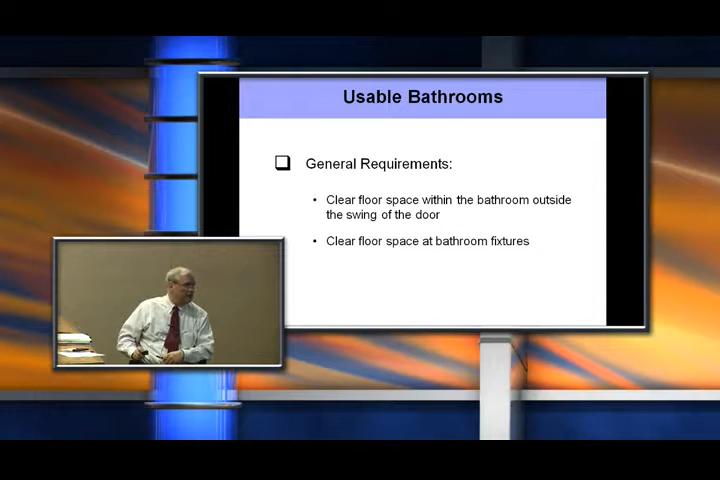 Usable Bathrooms
General Requirements:
• Clear floor space within the bathroom outside
the swing of the door
• Clear floor space at bathroom fixtures